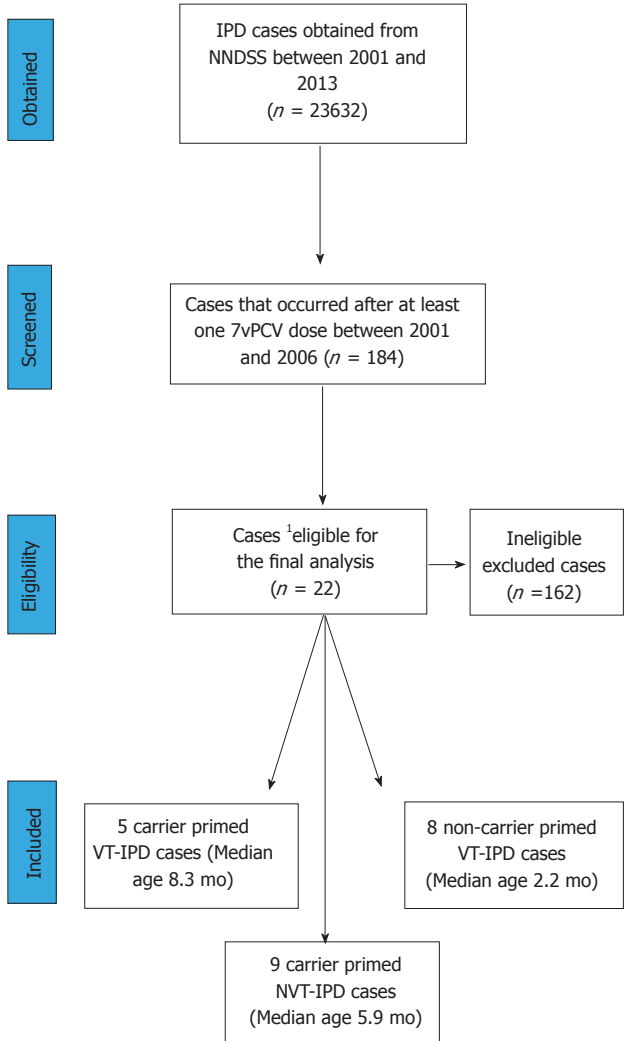 Obtained
IPD cases obtained from
NNDSS between 2001 and
2013
(n = 23632)
Screened
Cases that occurred after at least
one 7vPCV dose between 2001
and 2006 (n = 184)
Eligibility
Cases ¹eligible for
the final analysis
(n = 22)
Ineligible
excluded cases
(n =162)
Included
5 carrier primed
VT-IPD cases (Median
age 8.3 mo)
8 non-carrier primed
VT-IPD cases
(Median age 2.2 mo)
9 carrier primed
NVT-IPD cases
(Median age 5.9 mo)